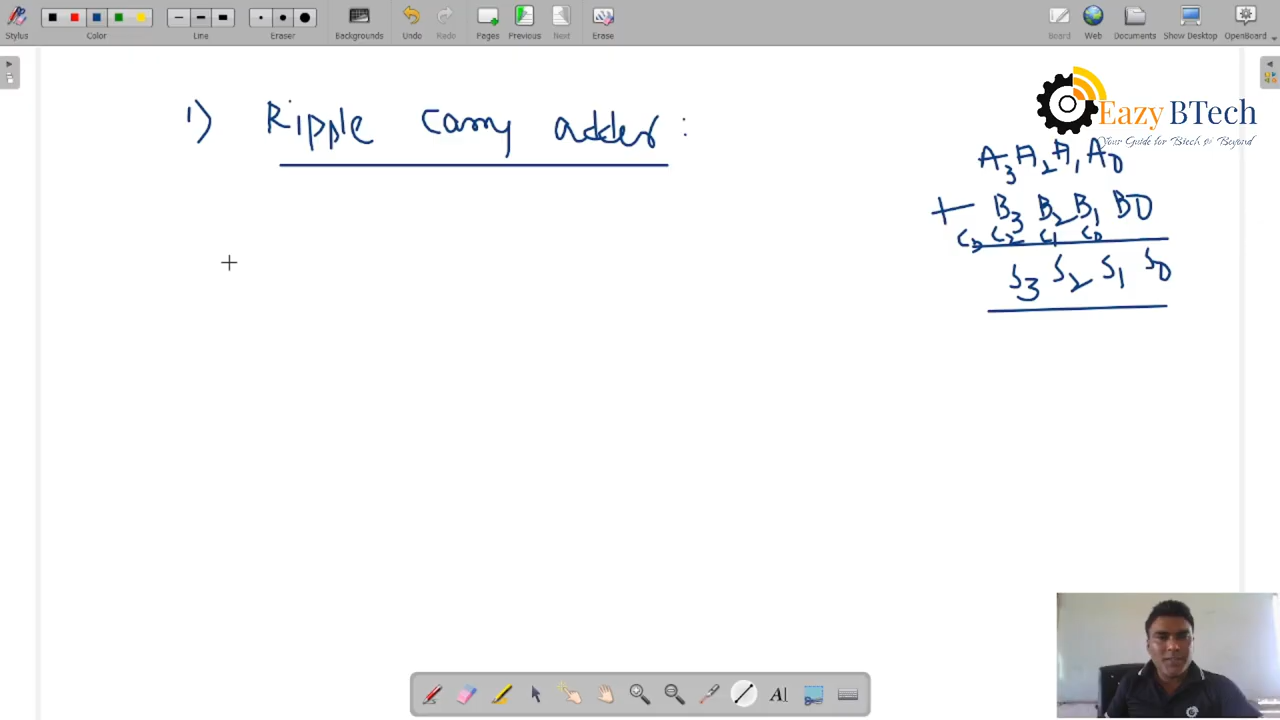 Stylus
Color
Line
Eraser
Backgrounds
Undo
Redo
Pages
Previous
Next
Erase
Board
Web
Documents
Show Desktop
OpenBoard
1) Ripple carry adder :
Eazy BTech
Your Guide for Btech & Beyond
A3 A2 A1 A0
+ B3 B2 B1 B0
C3 C2 C1 C0
S3 S2 S1 S0
AI